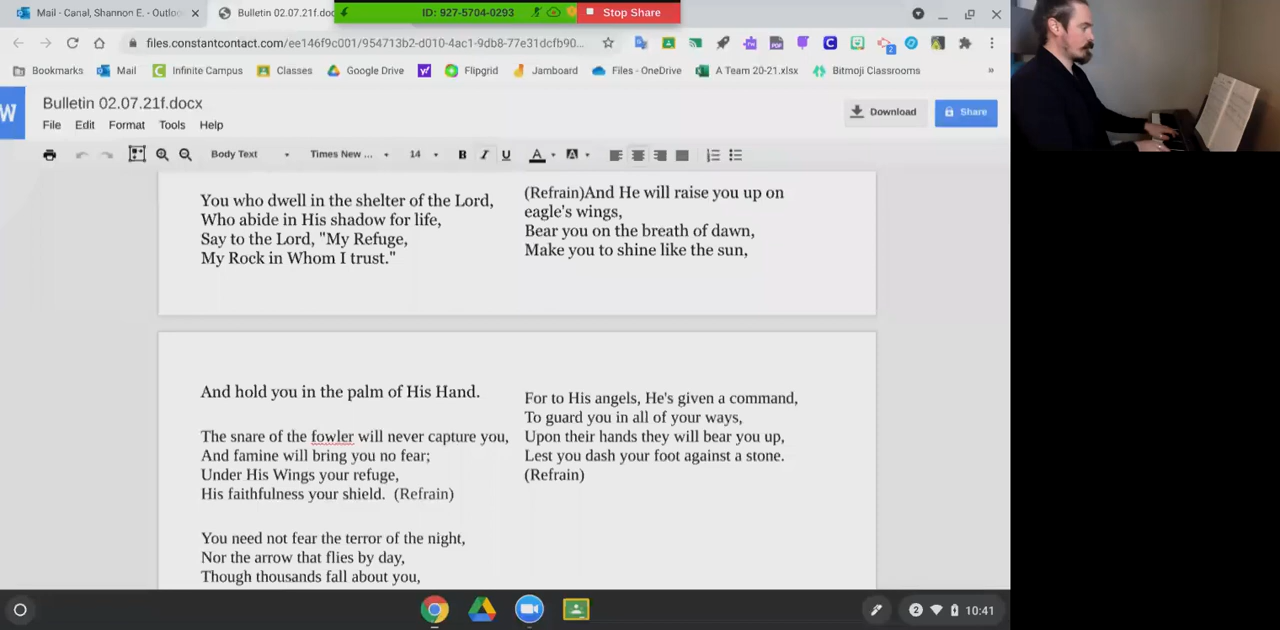 Mail - Canal, Shannon E. - Outloo
Bulletin 02.07.21f.doc
ID: 927-5704-0293
Stop Share
files.constantcontact.com/ee146f9c001/954713b2-d010-4ac1-9db8-77e31dcfb90...
Bookmarks
Mail
Infinite Campus
Classes
Google Drive
Flipgrid
Jamboard
Files - OneDrive
A Team 20-21.xlsx
Bitmoji Classrooms
»
W
Bulletin 02.07.21f.docx
File Edit Format Tools Help
Download
Share
Body Text
Times New ...
14
B I U A A
You who dwell in the shelter of the Lord,
Who abide in His shadow for life,
Say to the Lord, "My Refuge,
My Rock in Whom I trust."
(Refrain)And He will raise you up on
eagle's wings,
Bear you on the breath of dawn,
Make you to shine like the sun,
And hold you in the palm of His Hand.
The snare of the fowler will never capture you,
And famine will bring you no fear;
Under His Wings your refuge,
His faithfulness your shield. (Refrain)
You need not fear the terror of the night,
Nor the arrow that flies by day,
Though thousands fall about you,
For to His angels, He's given a command,
To guard you in all of your ways,
Upon their hands they will bear you up,
Lest you dash your foot against a stone.
(Refrain)
2
10:41